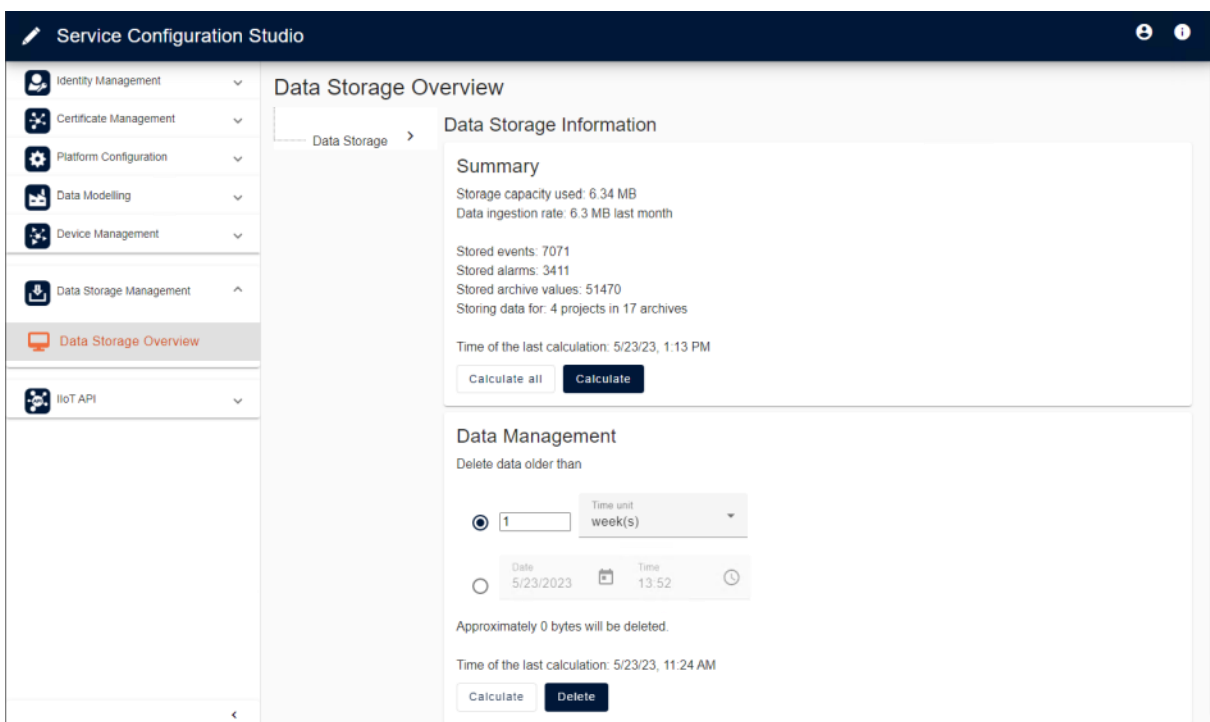 Service Configuration Studio
Identity Management
Certificate Management
Platform Configuration
Data Modelling
Device Management
Data Storage Management
Data Storage Overview
API
IIoT API
Data Storage Overview
Data Storage
Data Storage Information
Summary
Storage capacity used: 6.34 MB
Data ingestion rate: 6.3 MB last month
Stored events: 7071
Stored alarms: 3411
Stored archive values: 51470
Storing data for: 4 projects in 17 archives
Time of the last calculation: 5/23/23, 1:13 PM
Calculate all Calculate
Data Management
Delete data older than
Time unit
1 week(s)
Date Time
5/23/2023 13:52
Approximately 0 bytes will be deleted.
Time of the last calculation: 5/23/23, 11:24 AM
Calculate Delete